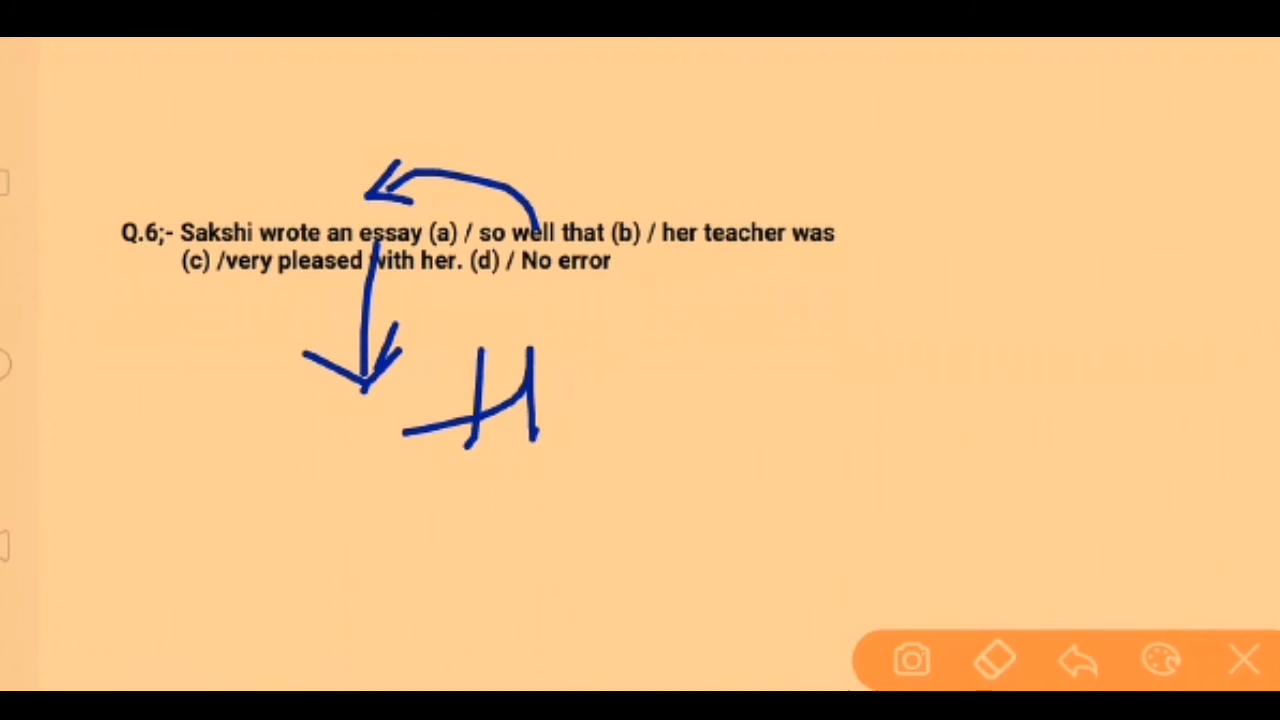 Q.6;- Sakshi wrote an essay (a) / so well that (b) / her teacher was
(c) /very pleased with her. (d) / No error